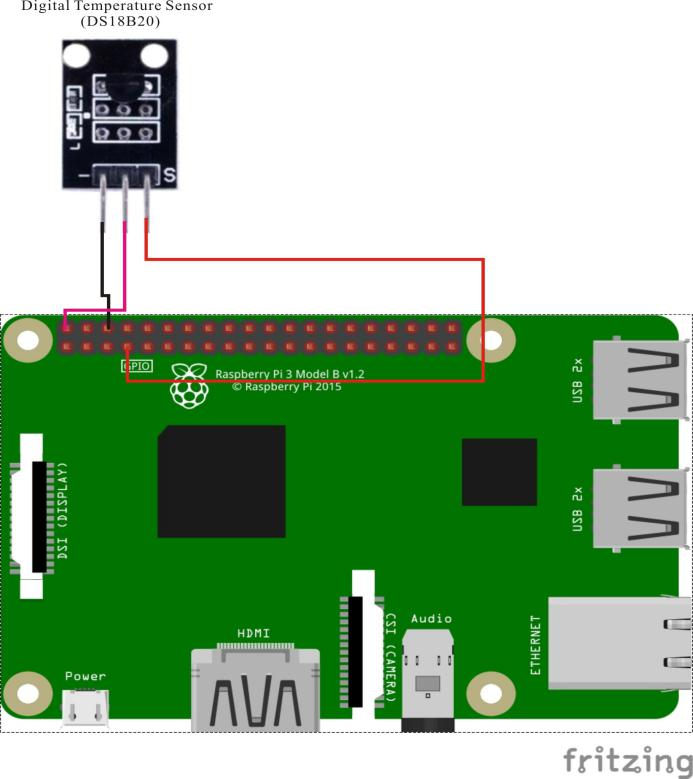 Digital Temperature Sensor
(DS18B20)
L
- S
GPIO
Raspberry Pi 3 Model B v1.2
© Raspberry Pi 2015
USB 2x
DSI (DISPLAY)
USB 2x
HDMI
Audio
CSI (CAMERA)
ETHERNET
Power
fritzing